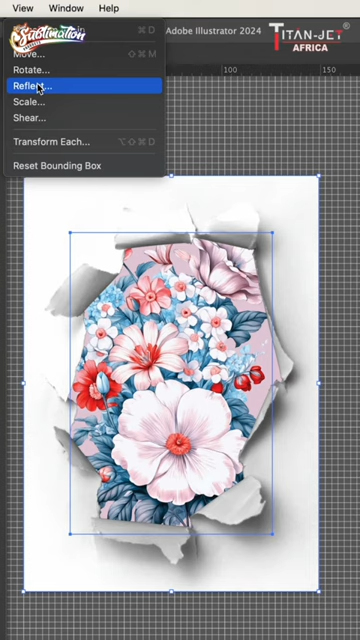 View Window Help
Adobe Illustrator 2024
Sublimation
TITAN-JET
AFRICA
⌘D
Move... ⇧⌘M
Rotate...
Reflect...
Scale...
Shear...
Transform Each... ⌥⇧⌘D
Reset Bounding Box
100
150